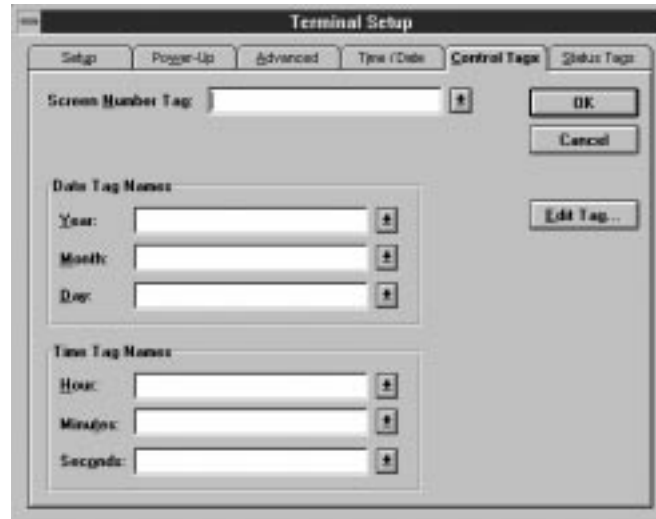 Terminal Setup
Setup Power-Up Advanced Time / Date Control Tags Status Tags
Screen Number Tag:
OK
Cancel
Date Tag Names
Year:
Edit Tag...
Month:
Day:
Time Tag Names
Hour:
Minutes:
Seconds: